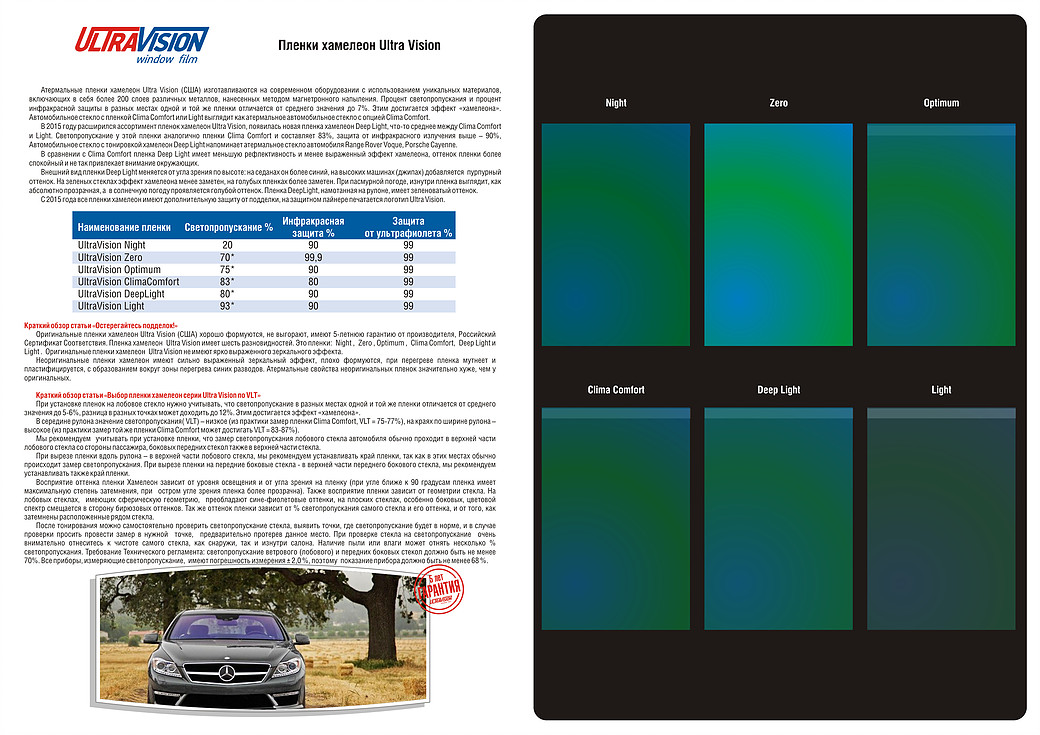 ULTRAVISION
window film
Пленки хамелеон Ultra Vision
Атермальные пленки хамелеон Ultra Vision (США) изготавливаются на современном оборудовании с использованием уникальных материалов,
включающих в себя более 200 слоев различных металлов, нанесенных методом магнетронного напыления. Процент светопропускания и процент
инфракрасной защиты в разных местах одной и той же пленки отличается от среднего значения до 7%. Этим достигается эффект «хамелеона».
Автомобильное стекло с пленкой Clima Comfort или Light выглядит как атермальное автомобильное стекло с опцией Clima Comfort.
В 2015 году расширился ассортимент пленок хамелеон Ultra Vision, появилась новая пленка хамелеон Deep Light, что-то среднее между Clima Comfort
и Light. Светопропускание у этой пленки аналогично пленки Clima Comfort и составляет 83%, защита от инфракрасного излучения выше – 90%,
Автомобильное стекло с тонировкой хамелеон Deep Light напоминает атермальное стекло автомобиля Range Rover Voque, Porsche Cayenne.
В сравнении с Clima Comfort пленка Deep Light имеет меньшую рефлективность и менее выраженный эффект хамелеона, оттенок пленки более
спокойный и не так привлекает внимание окружающих.
Внешний вид пленки Deep Light меняется от угла зрения по высоте: на седанах он более синий, на высоких машинах (джипах) добавляется пурпурный
оттенок. На зеленых стеклах эффект хамелеона менее заметен, на голубых пленках более заметен. При пасмурной погоде, изнутри пленка выглядит, как
абсолютно прозрачная, а в солнечную погоду проявляется голубой оттенок. Пленка DeepLight, намотанная на рулоне, имеет зеленоватый оттенок.
С 2015 года все пленки хамелеон имеют дополнительную защиту от подделки, на защитном лайнере печатается логотип Ultra Vision.
Наименование пленки Светопропускание % Инфракрасная защита % Защита от ультрафиолета %
UltraVision Night 20 90 99
UltraVision Zero 70* 99,9 99
UltraVision Optimum 75* 90 99
UltraVision ClimaComfort 83* 80 99
UltraVision DeepLight 80* 90 99
UltraVision Light 93* 90 99
Краткий обзор статьи «Остерегайтесь подделок!»
Оригинальные пленки хамелеон Ultra Vision (США) хорошо формуются, не выгорают, имеют 5-летнюю гарантию от производителя, Российский
Сертификат Соответствия. Пленка хамелеон Ultra Vision имеет шесть разновидностей. Это пленки: Night , Zero , Optimum , Clima Comfort, Deep Light и
Light . Оригинальные пленки хамелеон Ultra Vision не имеют ярко выраженного зеркального эффекта.
Неоригинальные пленки хамелеон имеют сильно выраженный зеркальный эффект, плохо формуются, при перегреве пленка мутнеет и
пластифицируется, с образованием вокруг зоны перегрева синих разводов. Атермальные свойства неоригинальных пленок значительно хуже, чем у
оригинальных.
Краткий обзор статьи «Выбор пленки хамелеон серии Ultra Vision по VLT»
При установке пленок на лобовое стекло нужно учитывать, что светопропускание в разных местах одной и той же пленки отличается от среднего
значения до 5-6%, разница в разных точках может доходить до 12%. Этим достигается эффект «хамелеона».
В середине рулона значение светопропускания( VLT) – низкое (из практики замер пленки Clima Comfort, VLT = 75-77%), на краях по ширине рулона –
высокое (из практики замер той же пленки Clima Comfort может достигать VLT = 83-87%).
Мы рекомендуем учитывать при установке пленки, что замер светопропускания лобового стекла автомобиля обычно проходит в верхней части
лобового стекла со стороны пассажира, боковых передних стекол также в верхней части стекла.
При вырезе пленки вдоль рулона – в верхней части лобового стекла, мы рекомендуем устанавливать край пленки, так как в этих местах обычно
происходит замер светопропускания. При вырезе пленки на передние боковые стекла - в верхней части переднего бокового стекла, мы рекомендуем
устанавливать также край пленки.
Восприятие оттенка пленки Хамелеон зависит от уровня освещения и от угла зрения на пленку (при угле ближе к 90 градусам пленка имеет
максимальную степень затемнения, при острой угле зрения пленка более прозрачна). Также восприятие пленки зависит от геометрии стекла. На
лобовых стеклах, имеющих сферическую геометрию, преобладают сине-фиолетовые оттенки, на плоских стеклах, особенно боковых, цветовой
спектр смещается в сторону бирюзовых оттенков. Так же оттенок пленки зависит от % светопропускания самого стекла и его оттенка, и от того, как
затемнены расположенные рядом стекла.
После тонирования можно самостоятельно проверить светопропускание стекла, выявить точки, где светопропускание будет в норме, и в случае
проверки просить провести замер в нужной точке, предварительно протерев данное место. При проверке стекла на светопропускание очень
внимательно отнеситесь к чистоте самого стекла, как снаружи, так и изнутри салона. Наличие пыли или влаги может отнять несколько %
светопропускания. Требование Технического регламента: светопропускание ветрового (лобового) и передних боковых стекол должно быть не менее
70%. Все приборы, измеряющие светопропускание, имеют погрешность измерения ± 2,0 %, поэтому показание прибора должно быть не менее 68 %.
5 лет
ГАРАНТИЯ
ULTRAVISION
Night Zero Optimum
Clima Comfort Deep Light Light